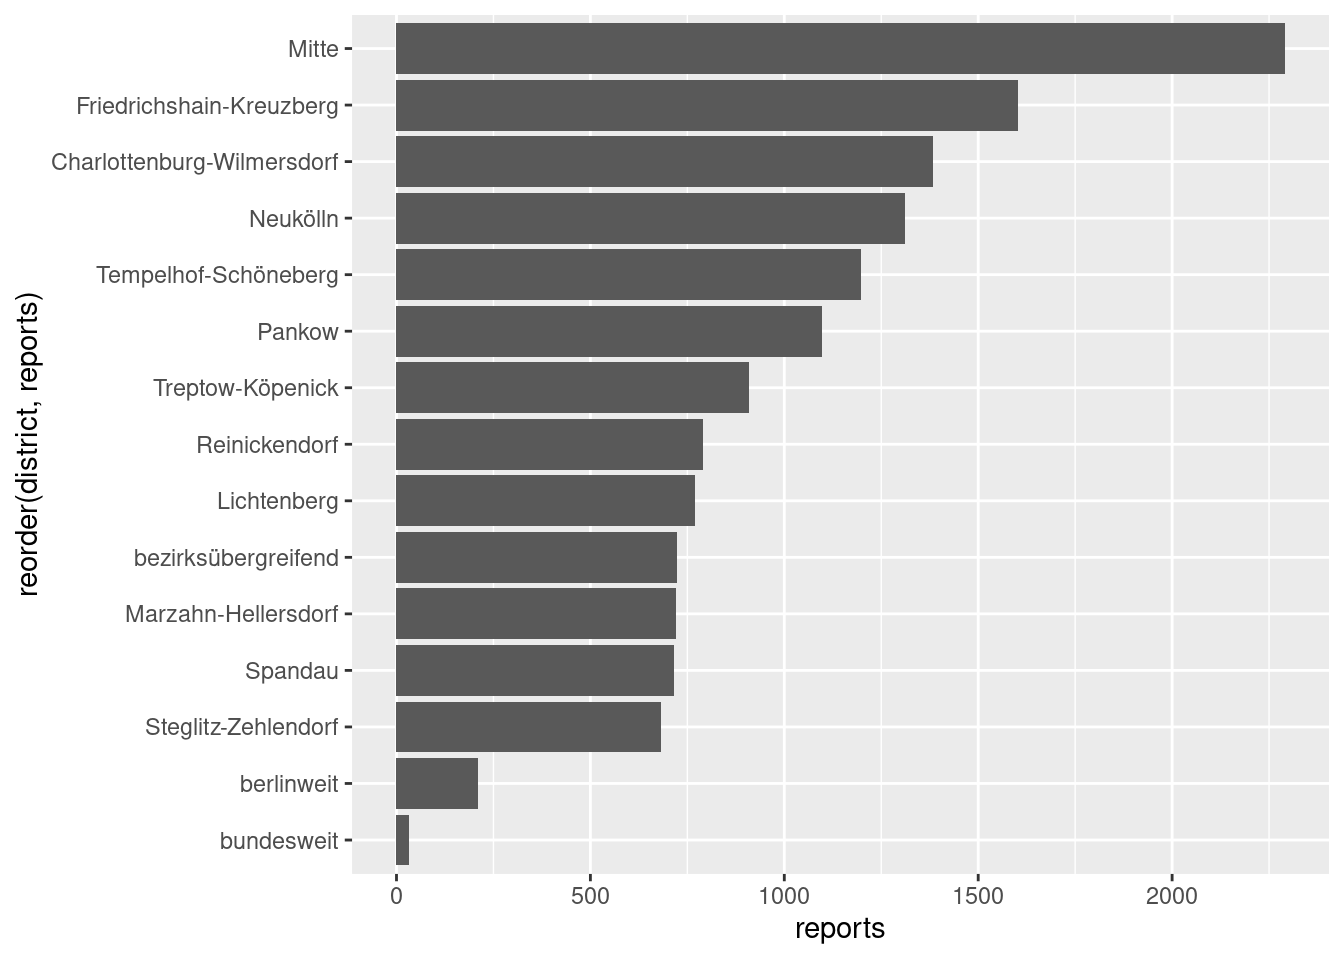 Mitte
Friedrichshain-Kreuzberg
Charlottenburg-Wilmersdorf
Neukölln
Tempelhof-Schöneberg
Pankow
Treptow-Köpenick
Reinickendorf
Lichtenberg
bezirksübergreifend
Marzahn-Hellersdorf
Spandau
Steglitz-Zehlendorf
berlinweit
bundesweit
reorder(district, reports)
0 500 1000 1500 2000
reports